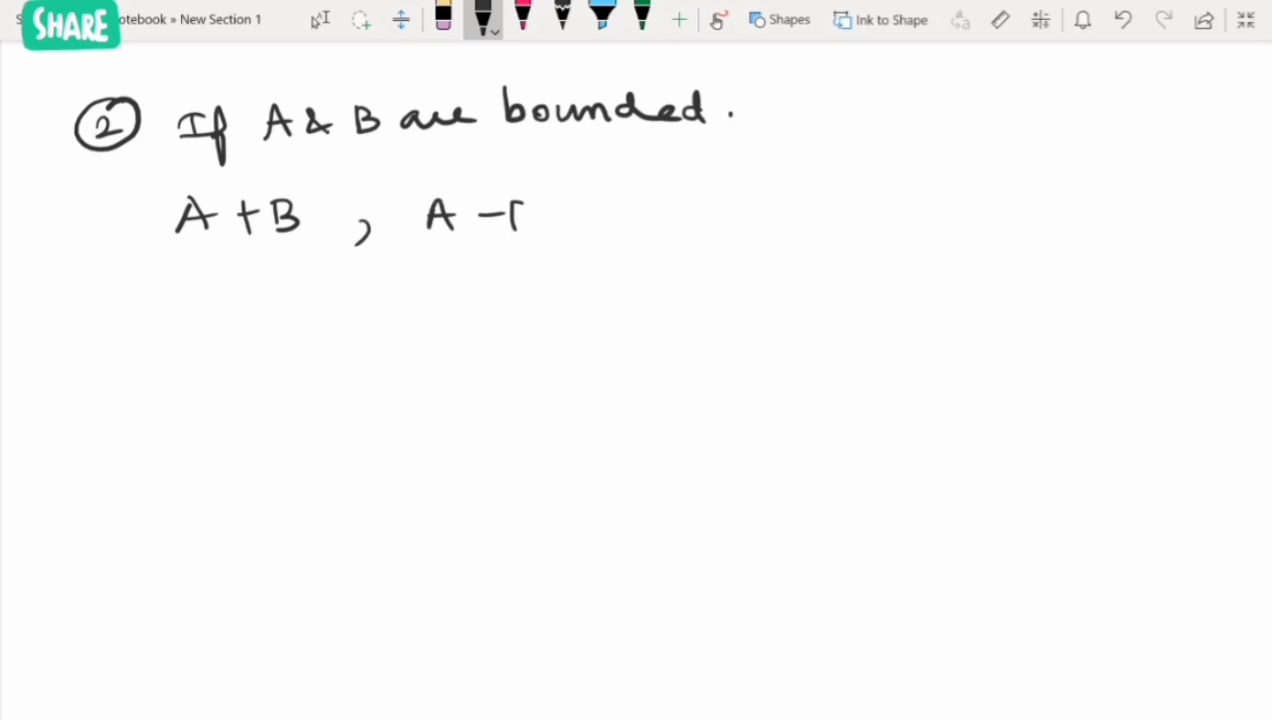 SHARE
otebook » New Section 1
Shapes
Ink to Shape
② If A & B are bounded.
A + B , A -